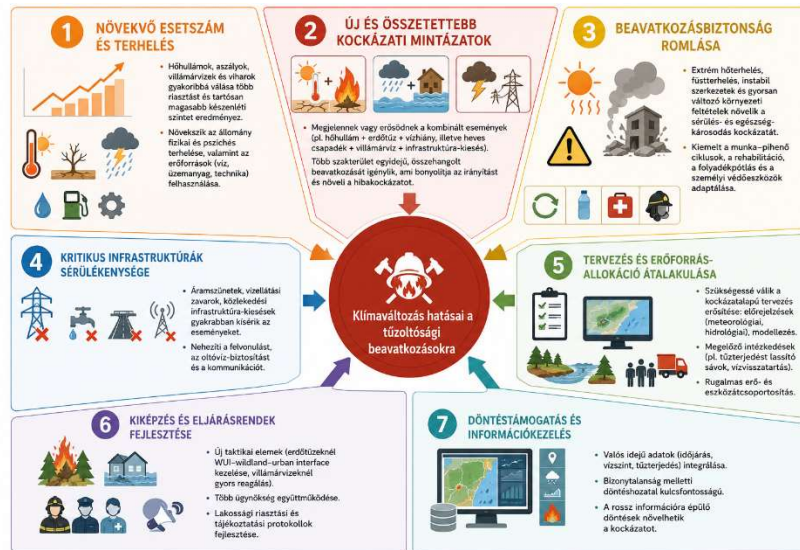 1
NÖVEKVŐ ESETSZÁM
ÉS TERHELÉS
• Hőhullámok, aszályok,
villámárvizek és viharok
gyakoribbá válása több
riasztást és tartósan
magasabb készenléti
szintet eredményez.
• Növekszik az állomány
fizikai és pszichés
terhelése, valamint az
erőforrások (víz,
üzemanyag, technika)
felhasználása.
2
ÚJ ÉS ÖSSZETETTEBB
KOCKÁZATI MINTÁZATOK
• Megjelennek vagy erősödnek a kombinált események
(pl. hőhullám + erdőtűz + vízhiány, illetve heves
csapadék + villámárvíz + infrastruktúra-kiesés).
Több szakterület egyidejű, összehangolt
beavatkozását igénylik, ami bonyolítja az irányítást
és növeli a hibakockázatot.
3
BEAVATKOZÁSBIZTONSÁG
ROMLÁSA
• Extrém hőterhelés,
füstterhelés, instabil
szerkezetek és gyorsan
változó környezeti
feltételek növelik a
sérülés- és egészség-
károsodás kockázatát.
• Kiemelt a munka–pihenő
ciklusok, a rehabilitáció,
a folyadékpótlás és a
személyi védőeszközök
adaptálása.
4
KRITIKUS INFRASTRUKTÚRÁK
SÉRÜLÉKENYSÉGE
• Áramszünetek, vízellátási
zavarok, közlekedési
infrastruktúra-kiesések
gyakrabban kísérik az
eseményeket.
• Nehezíti a felvonulást,
az oltóvíz-biztosítást
és a kommunikációt.
Klímaváltozás hatásai a
tűzoltósági
beavatkozásokra
5
TERVEZÉS ÉS ERŐFORRÁS-
ALLOKÁCIÓ ÁTALAKULÁSA
• Szükségessé válik a
kockázatalapú tervezés
erősítése: előrejelzések
(meteorológiai,
hidrológiai), modellezés.
• Megelőző intézkedések
(pl. tűzterjedést lassító
sávok, vízvisszatartás).
• Rugalmas erő- és
eszközátcsoportosítás.
6
KIKÉPZÉS ÉS ELJÁRÁSRENDEK
FEJLESZTÉSE
• Új taktikai elemek (erdőtüzeknél
WUI–wildland–urban interface
kezelése, villámárvizeknél
gyors reagálás).
• Több ügynökség együttműködése.
• Lakossági riasztási és
tájékoztatási protokollok
fejlesztése.
7
DÖNTÉSTÁMOGATÁS ÉS
INFORMÁCIÓKEZELÉS
• Valós idejű adatok (időjárás,
vízszint, tűzterjedés) integrálása.
• Bizonytalanság melletti
döntéshozatal kulcsfontosságú.
• A rossz információra épülő
döntések növelhetik
a kockázatot.